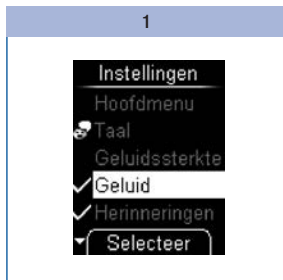 1
Instellingen
Hoofdmenu
Taal
Geluidssterkte
Geluid
Herinneringen
Selecteer